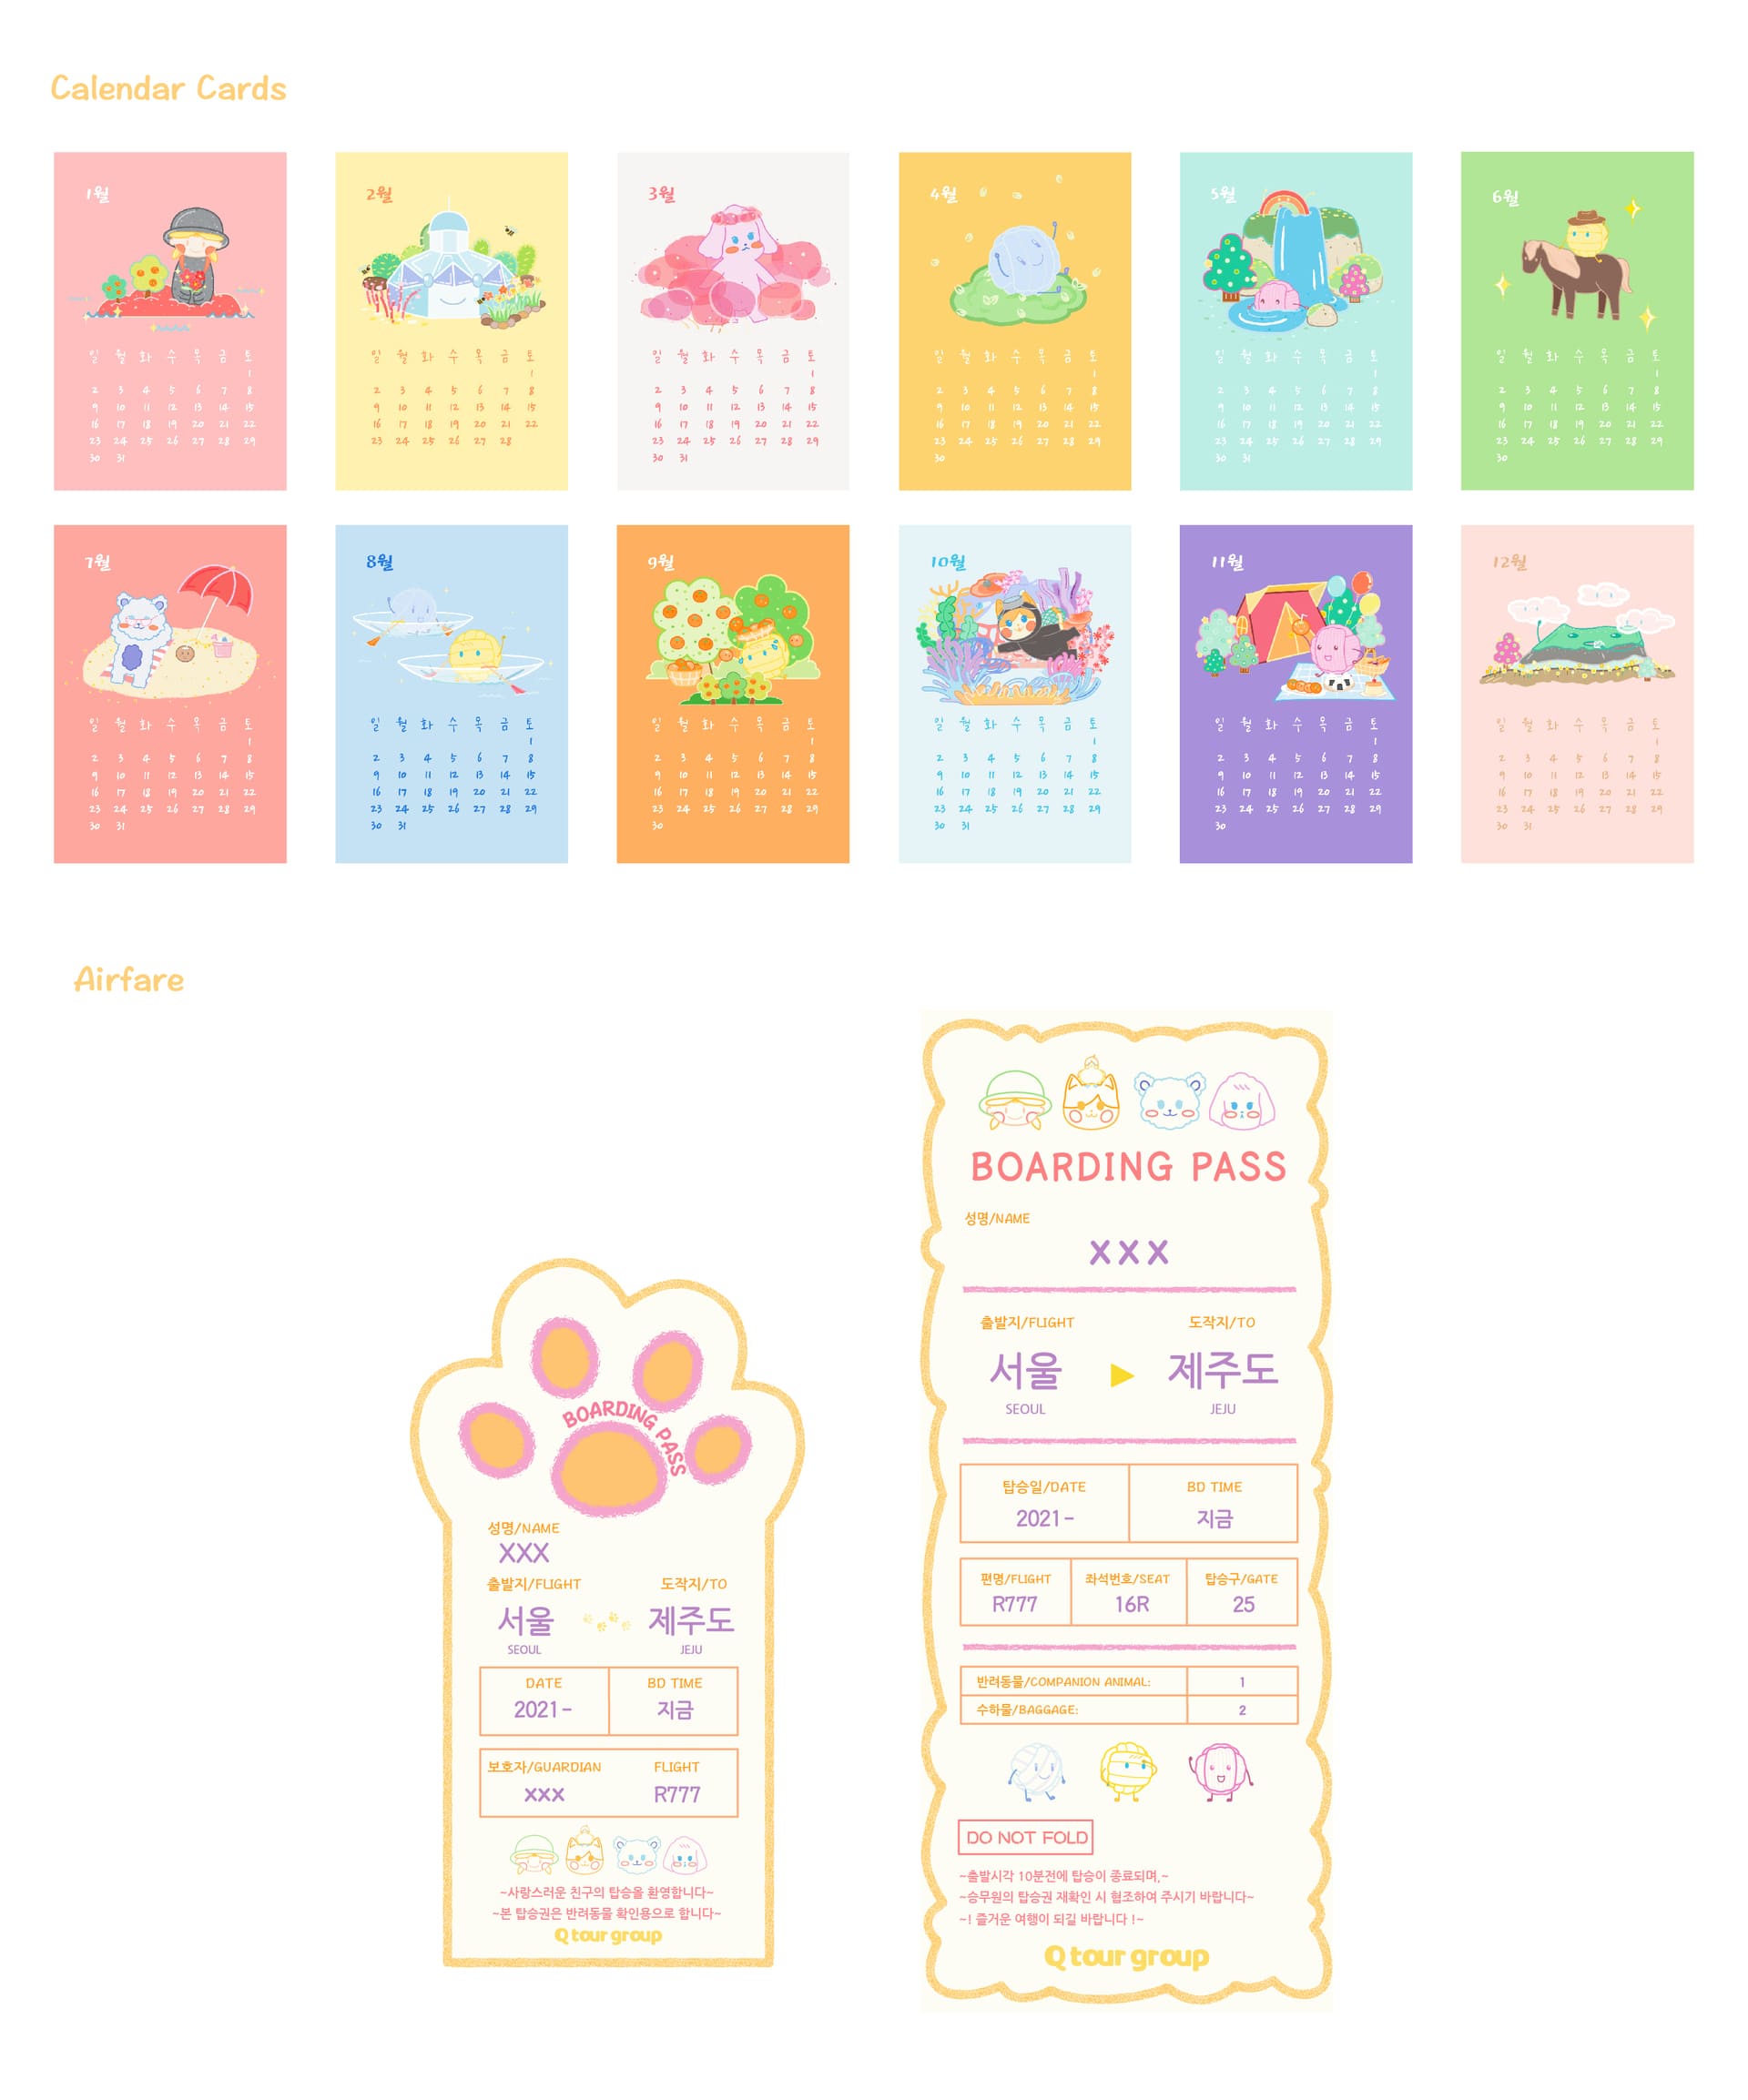 Calendar Cards
1월
일 월 화 수 목 금 토
1
2 3 4 5 6 7 8
9 10 11 12 13 14 15
16 17 18 19 20 21 22
23 24 25 26 27 28 29
30 31
2월
일 월 화 수 목 금 토
1
2 3 4 5 6 7 8
9 10 11 12 13 14 15
16 17 18 19 20 21 22
23 24 25 26 27 28
3월
일 월 화 수 목 금 토
1
2 3 4 5 6 7 8
9 10 11 12 13 14 15
16 17 18 19 20 21 22
23 24 25 26 27 28 29
30 31
4월
일 월 화 수 목 금 토
1
2 3 4 5 6 7 8
9 10 11 12 13 14 15
16 17 18 19 20 21 22
23 24 25 26 27 28 29
30
5월
일 월 화 수 목 금 토
1
2 3 4 5 6 7 8
9 10 11 12 13 14 15
16 17 18 19 20 21 22
23 24 25 26 27 28 29
30 31
6월
일 월 화 수 목 금 토
1
2 3 4 5 6 7 8
9 10 11 12 13 14 15
16 17 18 19 20 21 22
23 24 25 26 27 28 29
30
7월
일 월 화 수 목 금 토
1
2 3 4 5 6 7 8
9 10 11 12 13 14 15
16 17 18 19 20 21 22
23 24 25 26 27 28 29
30 31
8월
일 월 화 수 목 금 토
1
2 3 4 5 6 7 8
9 10 11 12 13 14 15
16 17 18 19 20 21 22
23 24 25 26 27 28 29
30 31
9월
일 월 화 수 목 금 토
1
2 3 4 5 6 7 8
9 10 11 12 13 14 15
16 17 18 19 20 21 22
23 24 25 26 27 28 29
30
10월
일 월 화 수 목 금 토
1
2 3 4 5 6 7 8
9 10 11 12 13 14 15
16 17 18 19 20 21 22
23 24 25 26 27 28 29
30 31
11월
일 월 화 수 목 금 토
1
2 3 4 5 6 7 8
9 10 11 12 13 14 15
16 17 18 19 20 21 22
23 24 25 26 27 28 29
30
12월
일 월 화 수 목 금 토
1
2 3 4 5 6 7 8
9 10 11 12 13 14 15
16 17 18 19 20 21 22
23 24 25 26 27 28 29
30 31
Airfare
BOARDING PASS
성명/NAME
XXX
출발지/FLIGHT 도작지/TO
서울 제주도
SEOUL JEJU
DATE BD TIME
2021- 지금
보호자/GUARDIAN FLIGHT
xxx R777
~사랑스러운 친구의 탑승을 환영합니다~
~본 탑승권은 반려동물 확인용으로 합니다~
Q tour group
BOARDING PASS
성명/NAME
XXX
출발지/FLIGHT 도작지/TO
서울 ▶ 제주도
SEOUL JEJU
탑승일/DATE BD TIME
2021- 지금
편명/FLIGHT 좌석번호/SEAT 탑승구/GATE
R777 16R 25
반려동물/COMPANION ANIMAL: 1
수하물/BAGGAGE: 2
DO NOT FOLD
~출발시각 10분전에 탑승이 종료되며,~
~승무원의 탑승권 재확인 시 협조하여 주시기 바랍니다~
~! 즐거운 여행이 되길 바랍니다 !~
Q tour group